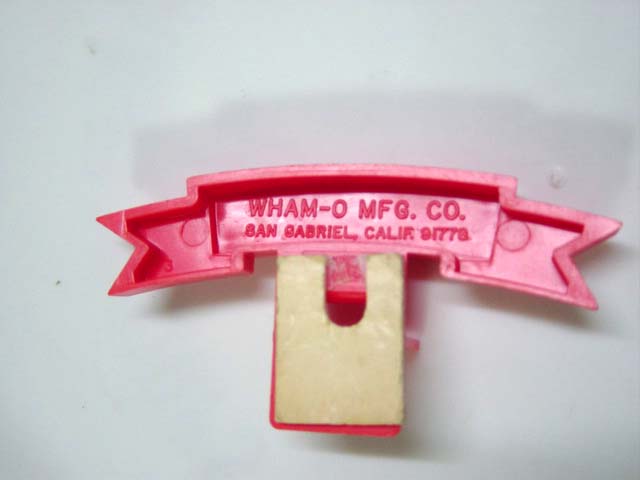 WHAM-O MFG. CO.
SAN GABRIEL, CALIF. 91778